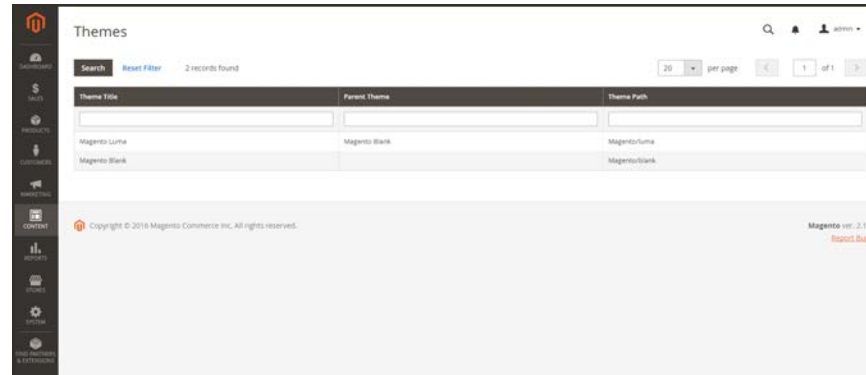 Themes
admin
DASHBOARD
Search Reset Filter 2 records found 20 per page 1 of 1
SALES
Theme Title Parent Theme Theme Path
PRODUCTS
Magento Luma Magento Blank Magento/luma
CUSTOMERS
Magento Blank Magento/blank
MARKETING
CONTENT
Copyright © 2016 Magento Commerce Inc. All rights reserved. Magento ver. 2.1
Report Bu
REPORTS
STORES
SYSTEM
FIND PARTNERS
& EXTENSIONS